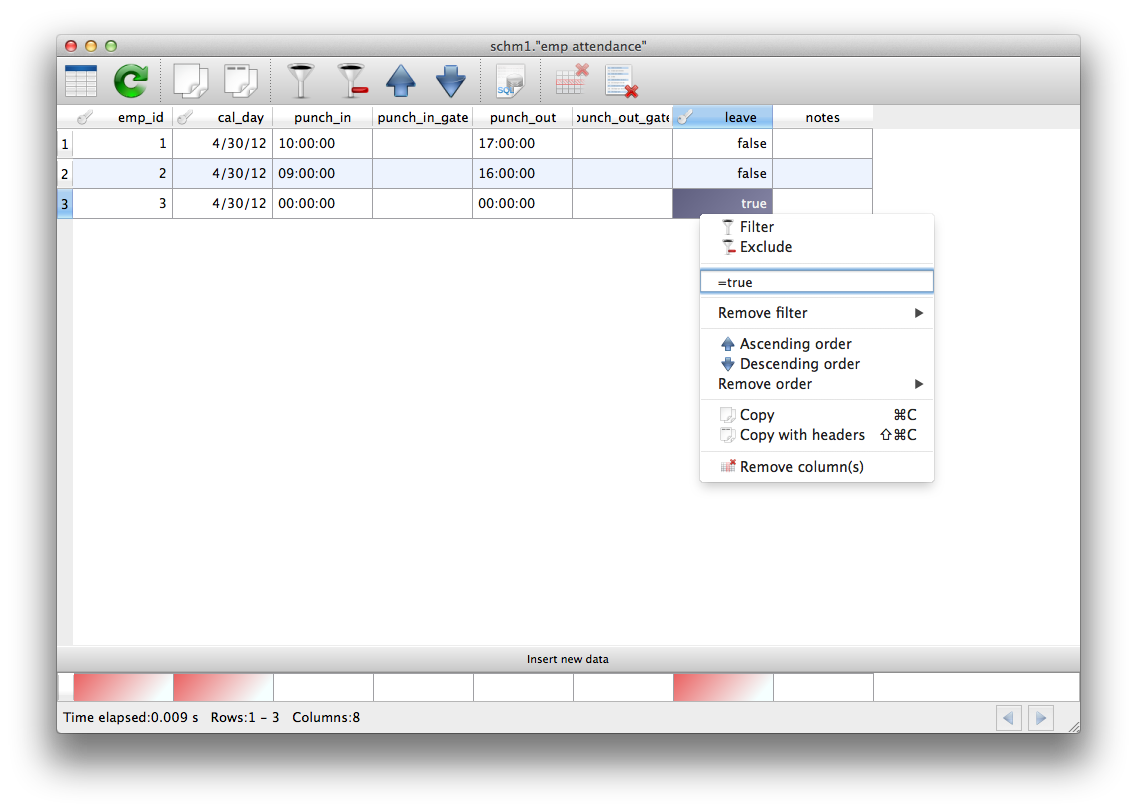 schm1."emp attendance"
SQL
emp_id cal_day punch_in punch_in_gate punch_out punch_out_gate leave notes
1 1 4/30/12 10:00:00 17:00:00 false
2 2 4/30/12 09:00:00 16:00:00 false
3 3 4/30/12 00:00:00 00:00:00 true
Filter
Exclude
=true
Remove filter
Ascending order
Descending order
Remove order
Copy ⌘C
Copy with headers ⇧⌘C
Remove column(s)
Insert new data
Time elapsed:0.009 s Rows:1 – 3 Columns:8